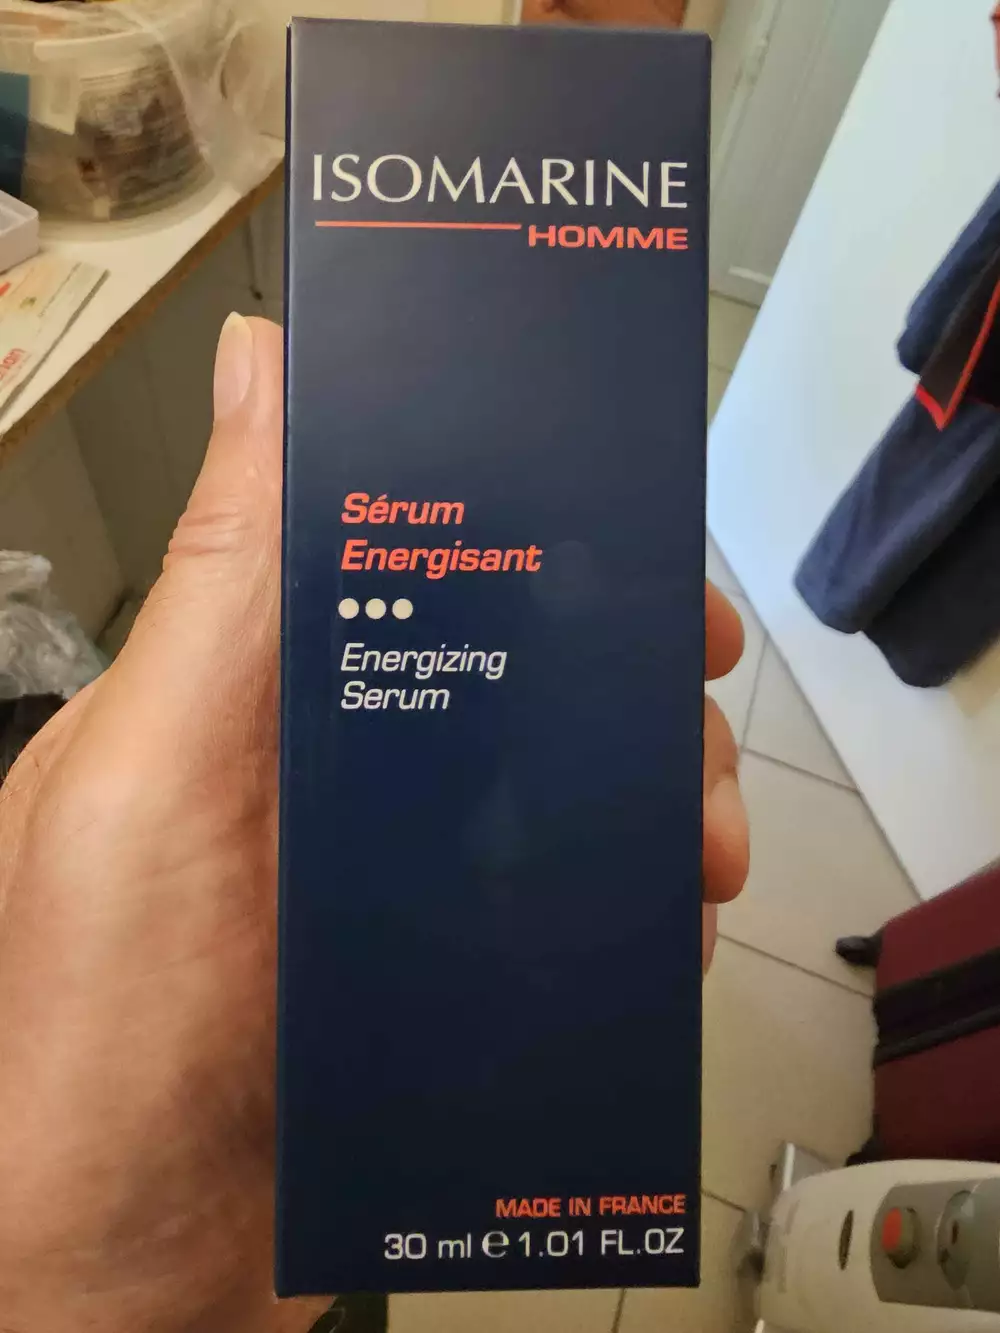 ISOMARINE
HOMME
Sérum
Energisant
Energizing
Serum
MADE IN FRANCE
30 ml ℮ 1.01 FL.OZ